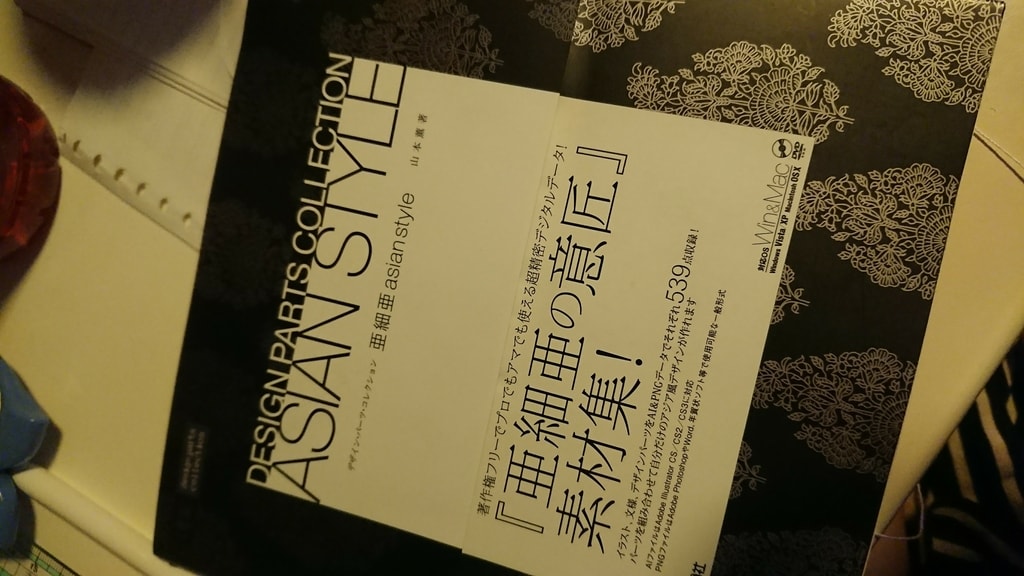 DESIGN PARTS COLLECTION
ASIAN STYLE
デザイン・パーツ・コレクション 亜細亜 asian style
山本薫 著
著作権フリーでプロでもアマでも使える超精密デジタルデータ!
『亜細亜の意匠』
素材集!
イラスト、文様、デザインパーツをAI&PNGデータでそれぞれ539点収録!
パーツを組み合わせて自分だけのアジア風デザインが作れます
AIファイルはAdobe Illustrator CS/CS2/CS3に対応
PNGファイルはAdobe PhotoshopやWord、年賀状ソフト等で使用可能な一般形式
対応OS Win&Mac
Windows Vista XP Macintosh OSX
DVD